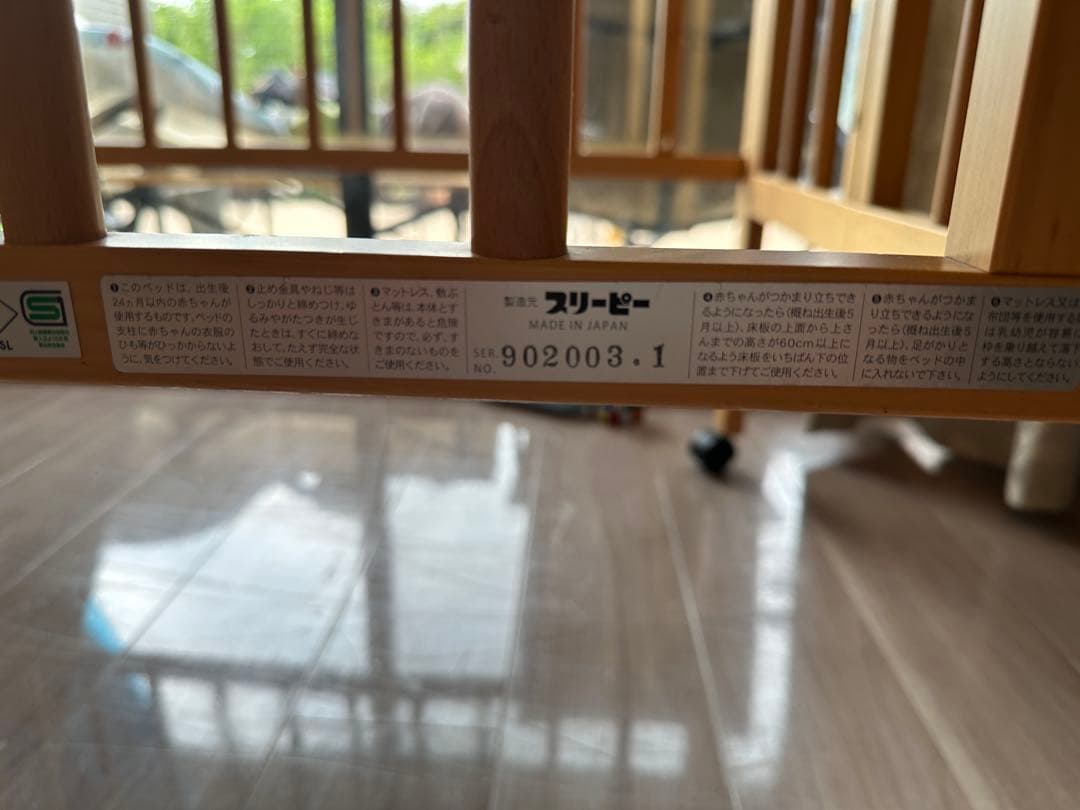 SL
S
❶このベッドは、出生後
24ヵ月以内の赤ちゃんが
使用するものです。ベッドの
支柱に赤ちゃんの衣服の
ひも等がひっかからないよ
うに、気をつけてください。
❷止め金具やねじ等は
しっかりと締めつけ、ゆ
るみやがたつきが生じ
たときは、すぐに締めな
おして、たえず完全な状
態でご使用ください。
❸マットレス、敷ぶ
とん等は、本体とす
きまがあると危険
ですので、必ず、す
きまのないものを
ご使用ください。
製造元 スリーピー
MADE IN JAPAN
SER.
NO. 902003.1
❹赤ちゃんがつかまり立ちでき
るようになったら(概ね出生後5
月以上)、床板の上面から上さ
んまでの高さが60cm以上に
なるよう床板をいちばん下の位
置まで下げてご使用ください。
❺赤ちゃんがつかま
り立ちできるようにな
ったら(概ね出生後5
月以上)、足がかりと
なる物をベッドの中
に入れないで下さい。
❻マットレス又は
布団等を使用する
は乳幼児が容易に
枠を乗り越えて落下
する高さとならない
ようにしてください。